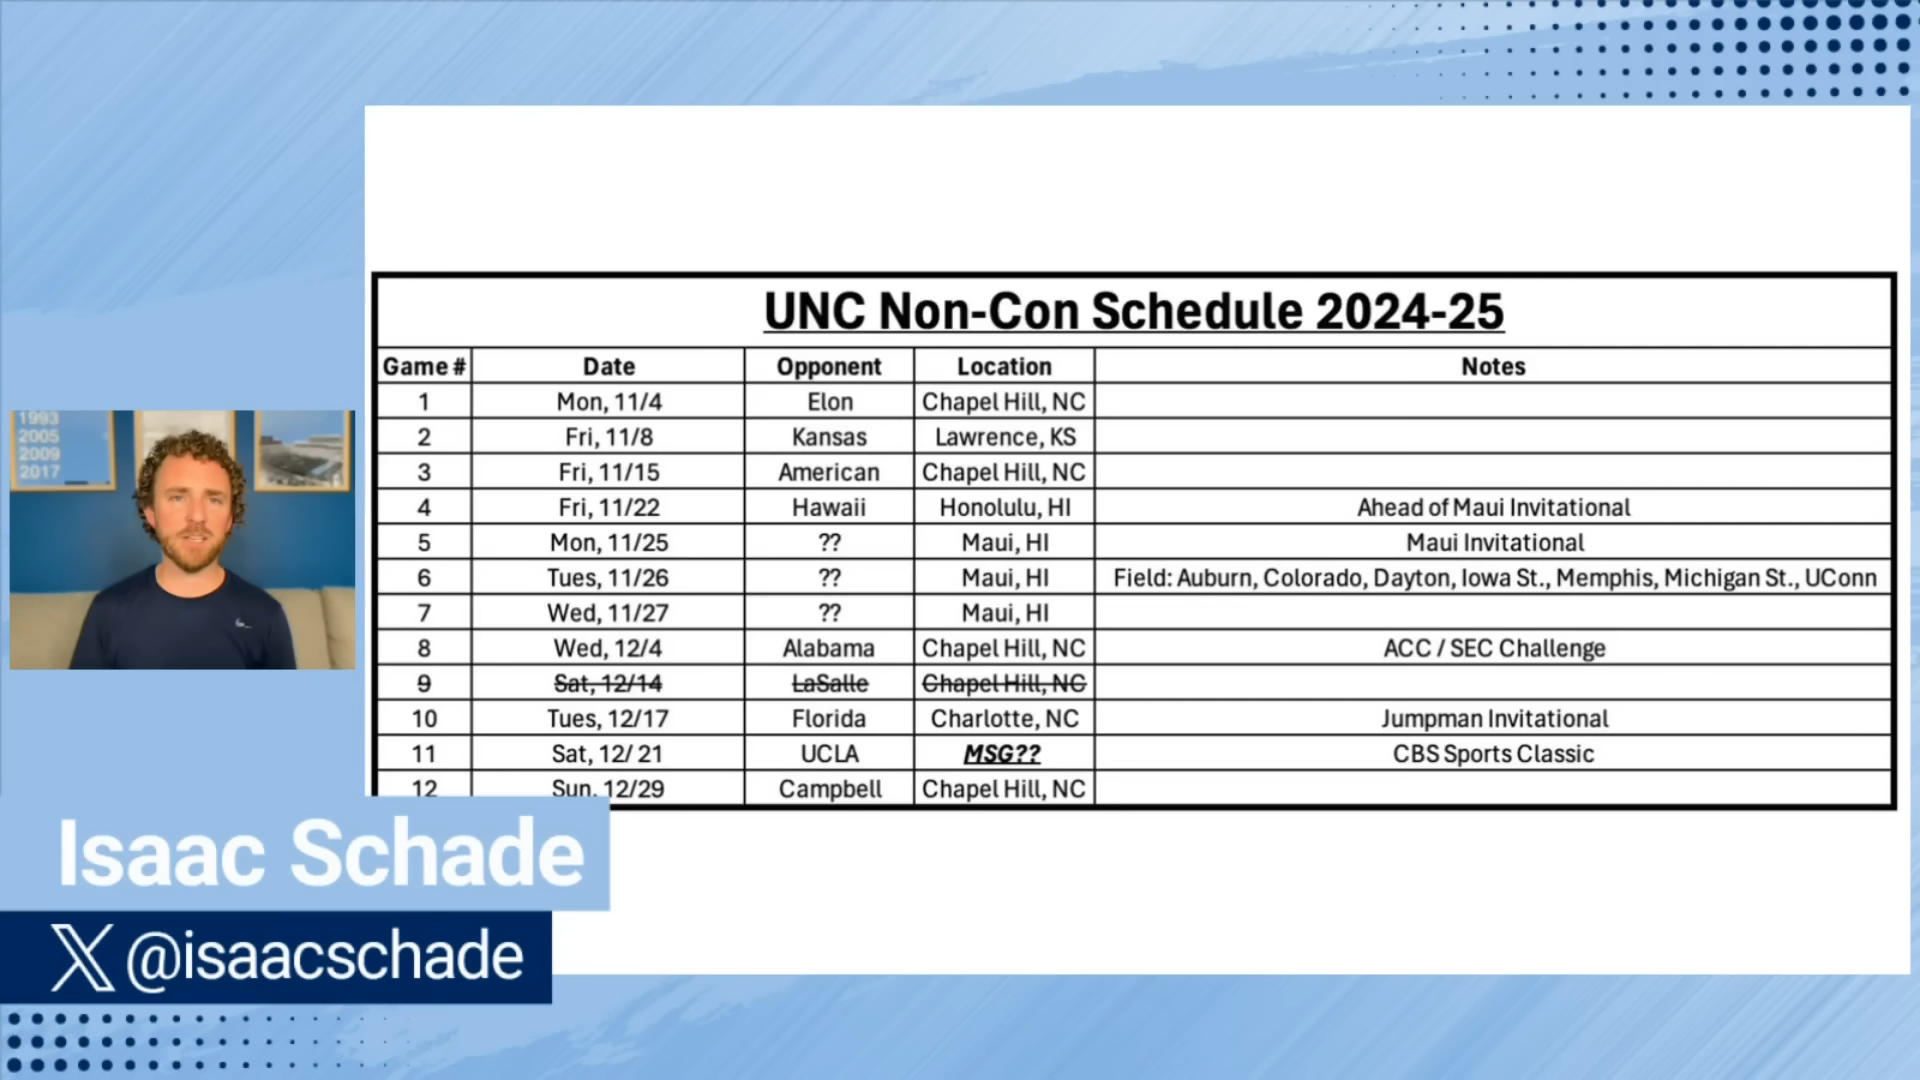 UNC Non-Con Schedule 2024-25
Game # Date Opponent Location Notes
1 Mon, 11/4 Elon Chapel Hill, NC
2 Fri, 11/8 Kansas Lawrence, KS
3 Fri, 11/15 American Chapel Hill, NC
4 Fri, 11/22 Hawaii Honolulu, HI Ahead of Maui Invitational
5 Mon, 11/25 ?? Maui, HI Maui Invitational
6 Tues, 11/26 ?? Maui, HI Field: Auburn, Colorado, Dayton, Iowa St., Memphis, Michigan St., UConn
7 Wed, 11/27 ?? Maui, HI
8 Wed, 12/4 Alabama Chapel Hill, NC ACC / SEC Challenge
9 Sat, 12/14 LaSalle Chapel Hill, NC
10 Tues, 12/17 Florida Charlotte, NC Jumpman Invitational
11 Sat, 12/ 21 UCLA MSG?? CBS Sports Classic
12 Sun, 12/29 Campbell Chapel Hill, NC
1993
2005
2009
2017
Isaac Schade
X @isaacschade